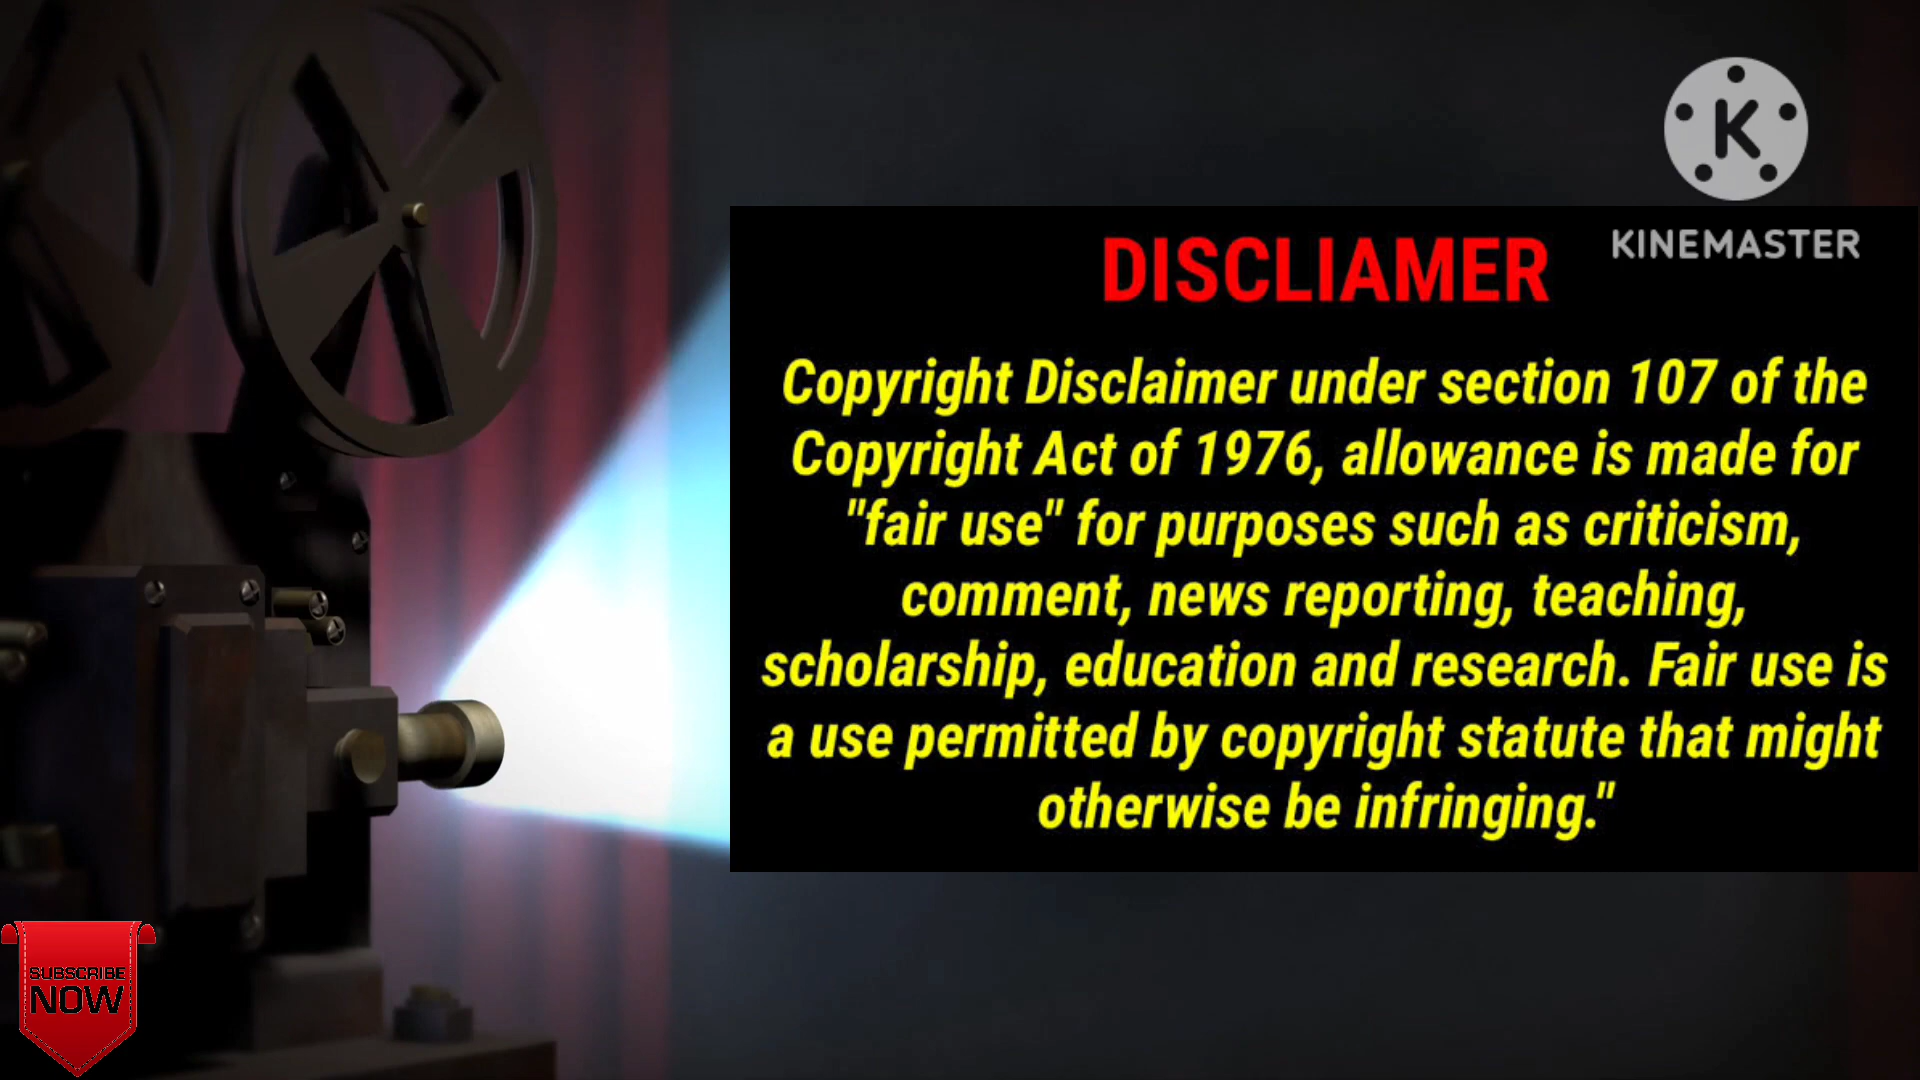 K
KINEMASTER
DISCLIAMER
Copyright Disclaimer under section 107 of the
Copyright Act of 1976, allowance is made for
"fair use" for purposes such as criticism,
comment, news reporting, teaching,
scholarship, education and research. Fair use is
a use permitted by copyright statute that might
otherwise be infringing."
SUBSCRIBE
NOW